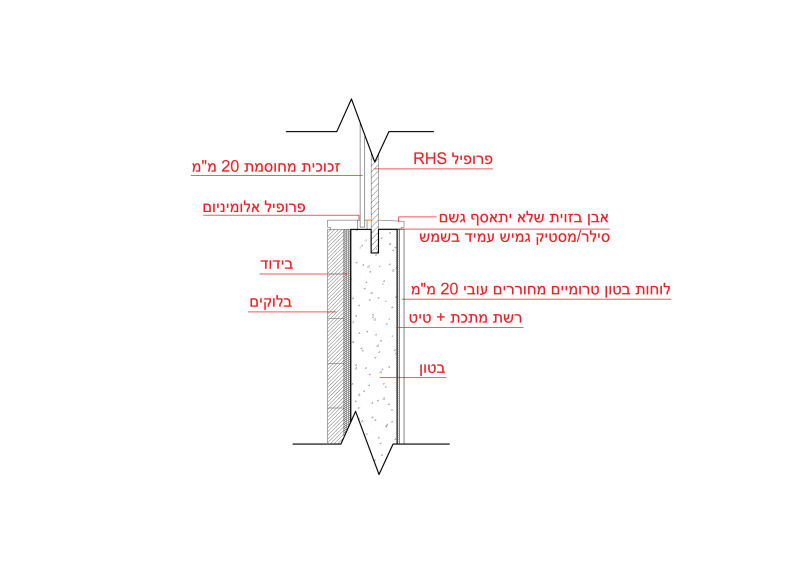 פרופיל RHS
זכוכית מחוסמת 20 מ"מ
פרופיל אלומיניום
אבן בזוית שלא יתאסף גשם
סילר/מסטיק גמיש עמיד בשמש
בידוד
לוחות בטון טרומיים מחוררים עובי 20 מ"מ
בלוקים
רשת מתכת + טיט
בטון